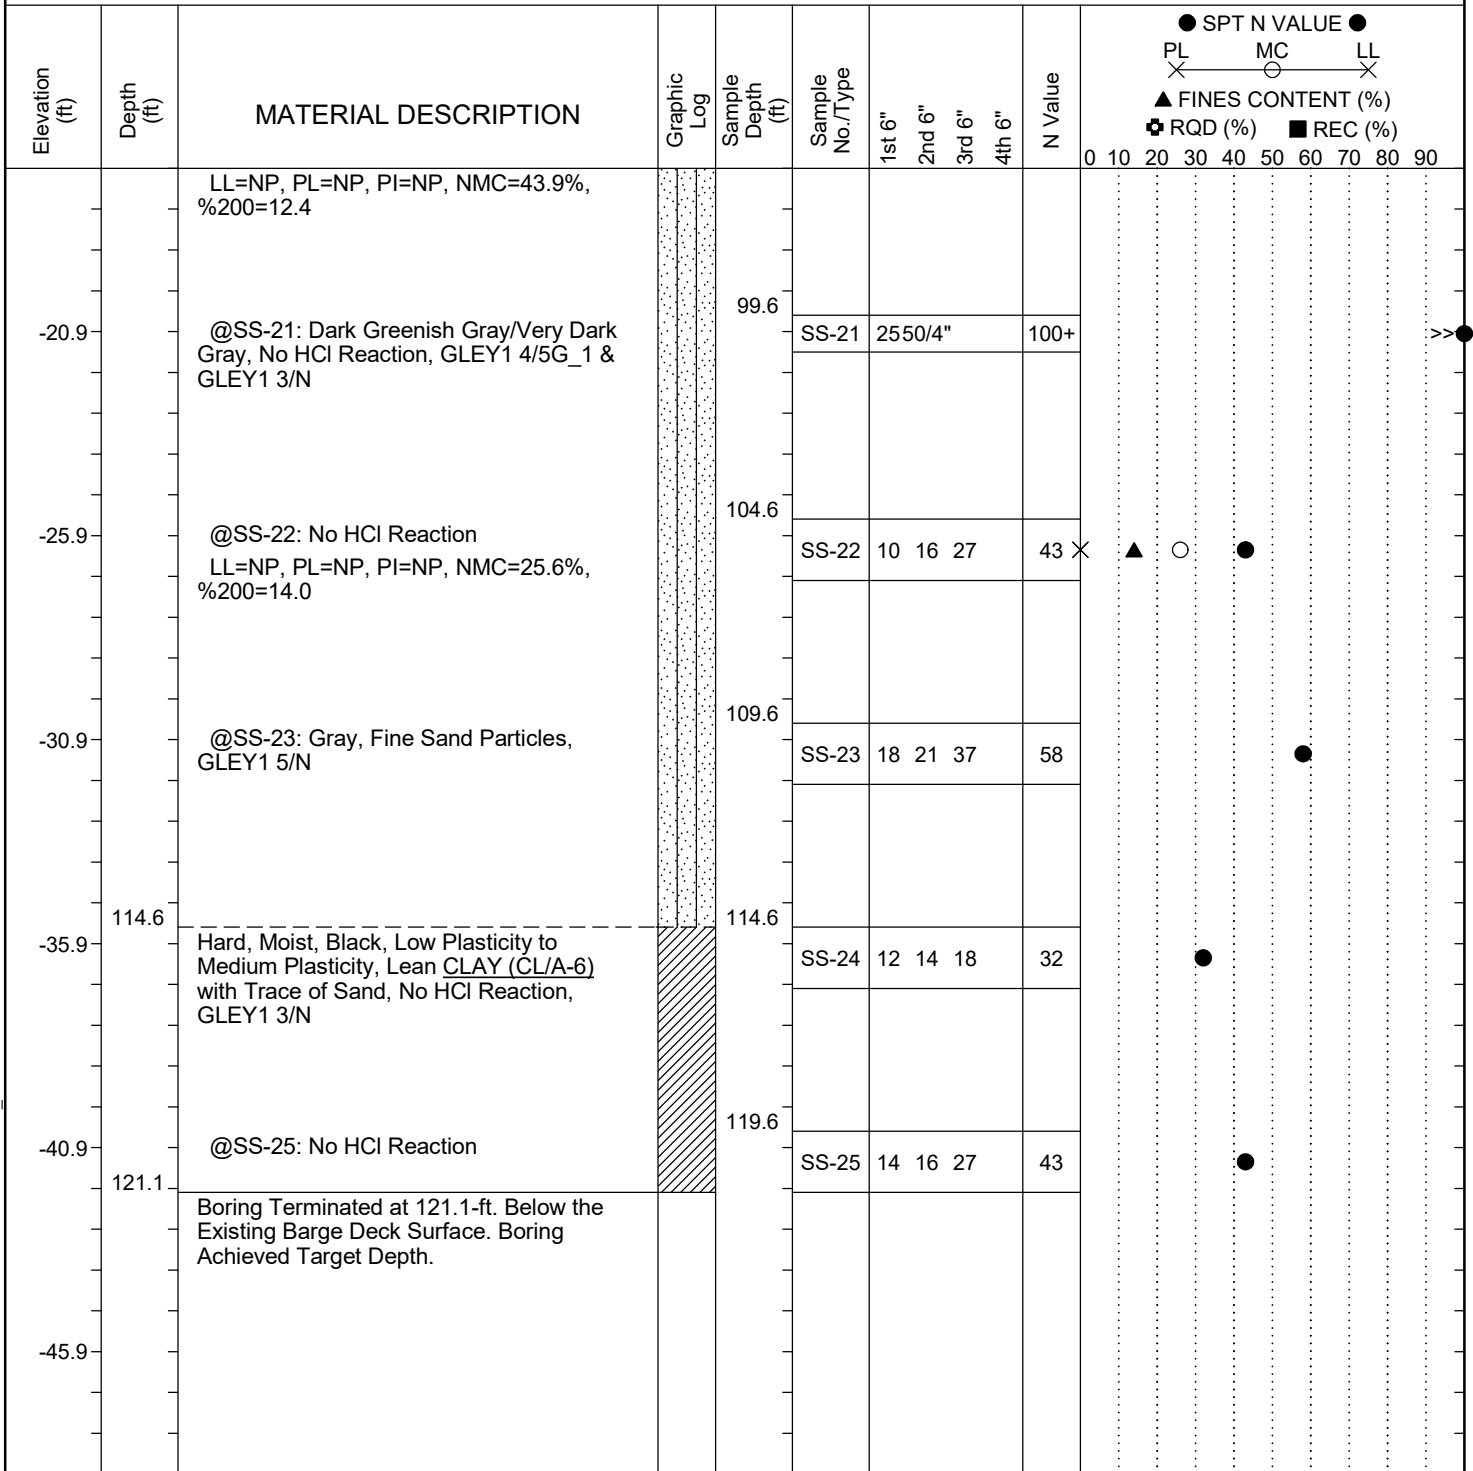 ● SPT N VALUE ●
PL MC LL
▲ FINES CONTENT (%)
RQD (%) ■ REC (%)
Elevation (ft)
Depth (ft)
MATERIAL DESCRIPTION
Graphic Log
Sample Depth (ft)
Sample No./Type
1st 6"
2nd 6"
3rd 6"
4th 6"
N Value
0 10 20 30 40 50 60 70 80 90
LL=NP, PL=NP, PI=NP, NMC=43.9%,
%200=12.4
99.6
-20.9 @SS-21: Dark Greenish Gray/Very Dark SS-21 25 50/4" 100+ >>
Gray, No HCl Reaction, GLEY1 4/5G_1 &
GLEY1 3/N
104.6
-25.9 @SS-22: No HCl Reaction
SS-22 10 16 27 43
LL=NP, PL=NP, PI=NP, NMC=25.6%,
%200=14.0
109.6
-30.9 @SS-23: Gray, Fine Sand Particles,
GLEY1 5/N SS-23 18 21 37 58
114.6 114.6
-35.9 Hard, Moist, Black, Low Plasticity to
Medium Plasticity, Lean CLAY (CL/A-6) SS-24 12 14 18 32
with Trace of Sand, No HCl Reaction,
GLEY1 3/N
119.6
-40.9 @SS-25: No HCl Reaction
SS-25 14 16 27 43
121.1
Boring Terminated at 121.1-ft. Below the
Existing Barge Deck Surface. Boring
Achieved Target Depth.
-45.9